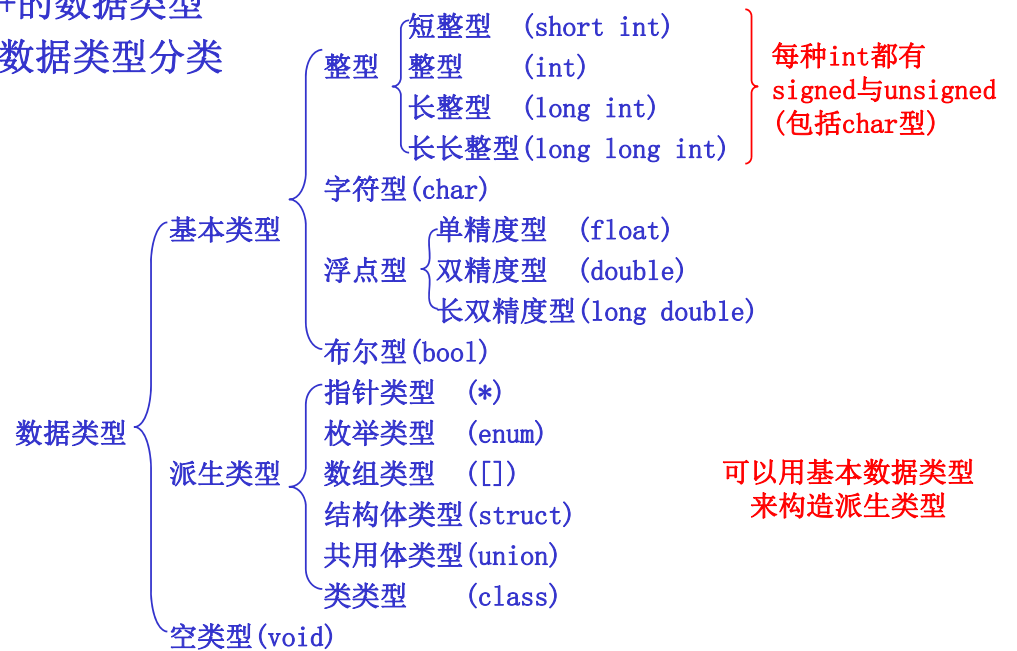 +的数据类型
数据类型分类
短整型 (short int)
整型
整型 (int)
长整型 (long int)
长长整型(long long int)
每种int都有
signed与unsigned
(包括char型)
字符型(char)
基本类型
单精度型 (float)
浮点型
双精度型 (double)
长双精度型(long double)
布尔型(bool)
指针类型 (*)
数据类型
枚举类型 (enum)
派生类型
数组类型 ([])
结构体类型(struct)
共用体类型(union)
类类型 (class)
可以用基本数据类型
来构造派生类型
空类型(void)